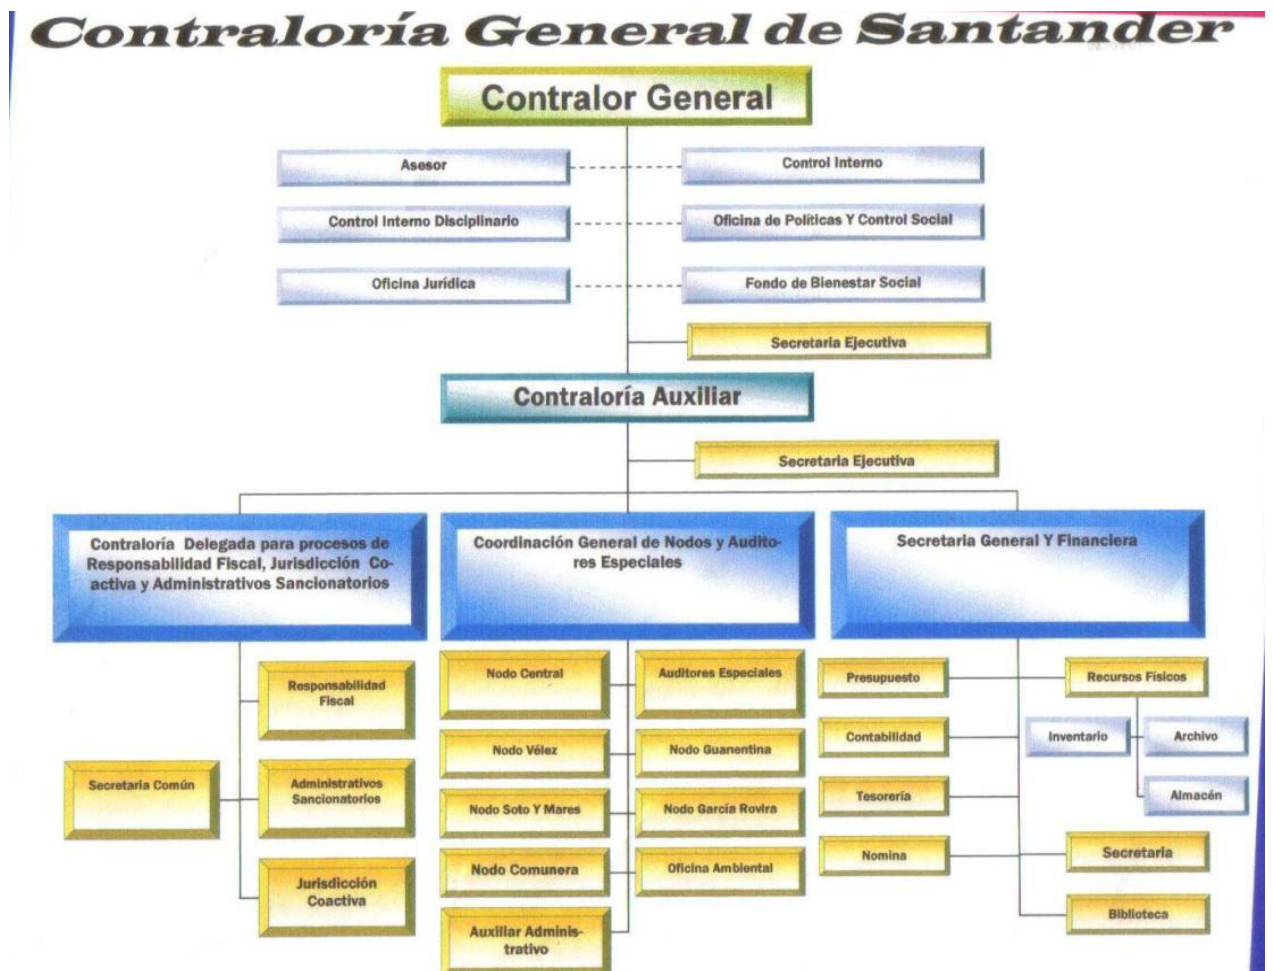 Contraloría General de Santander
Contralor General
Asesor
Control Interno
Control Interno Disciplinario
Oficina de Políticas Y Control Social
Oficina Jurídica
Fondo de Bienestar Social
Secretaria Ejecutiva
Contraloría Auxiliar
Secretaria Ejecutiva
Contraloría Delegada para procesos de
Responsabilidad Fiscal, Jurisdicción Co-
activa y Administrativos Sancionatorios
Coordinación General de Nodos y Audito-
res Especiales
Secretaria General Y Financiera
Responsabilidad
Fiscal
Secretaria Común
Administrativos
Sancionatorios
Jurisdicción
Coactiva
Nodo Central
Auditores Especiales
Nodo Vélez
Nodo Guanentina
Nodo Soto Y Mares
Nodo García Rovira
Nodo Comunera
Oficina Ambiental
Auxiliar Adminis-
trativo
Presupuesto
Recursos Físicos
Contabilidad
Inventario
Archivo
Tesorería
Almacén
Nomina
Secretaria
Biblioteca